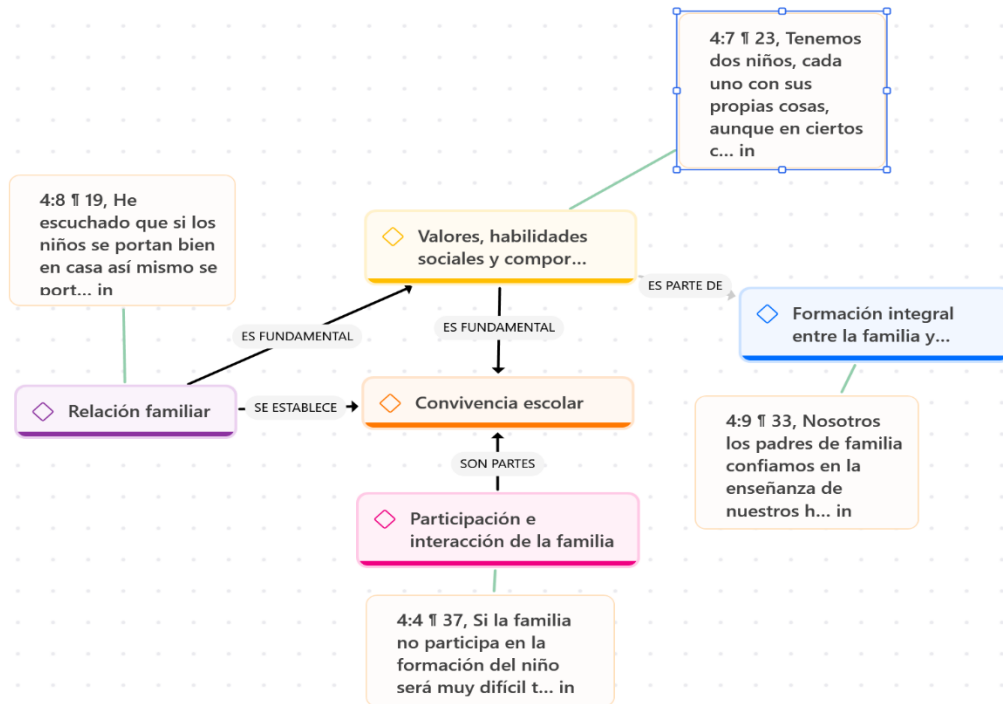 4:7 ¶ 23, Tenemos
dos niños, cada
uno con sus
propias cosas,
aunque en ciertos
c... in
4:8 ¶ 19, He
escuchado que si los
niños se portan bien
en casa así mismo se
port... in
Valores, habilidades
sociales y compor...
ES PARTE DE
Formación integral
entre la familia y...
ES FUNDAMENTAL
ES FUNDAMENTAL
Relación familiar
SE ESTABLECE
Convivencia escolar
4:9 ¶ 33, Nosotros
los padres de familia
confiamos en la
enseñanza de
nuestros h... in
SON PARTES
Participación e
interacción de la familia
4:4 ¶ 37, Si la familia
no participa en la
formación del niño
será muy difícil t... in